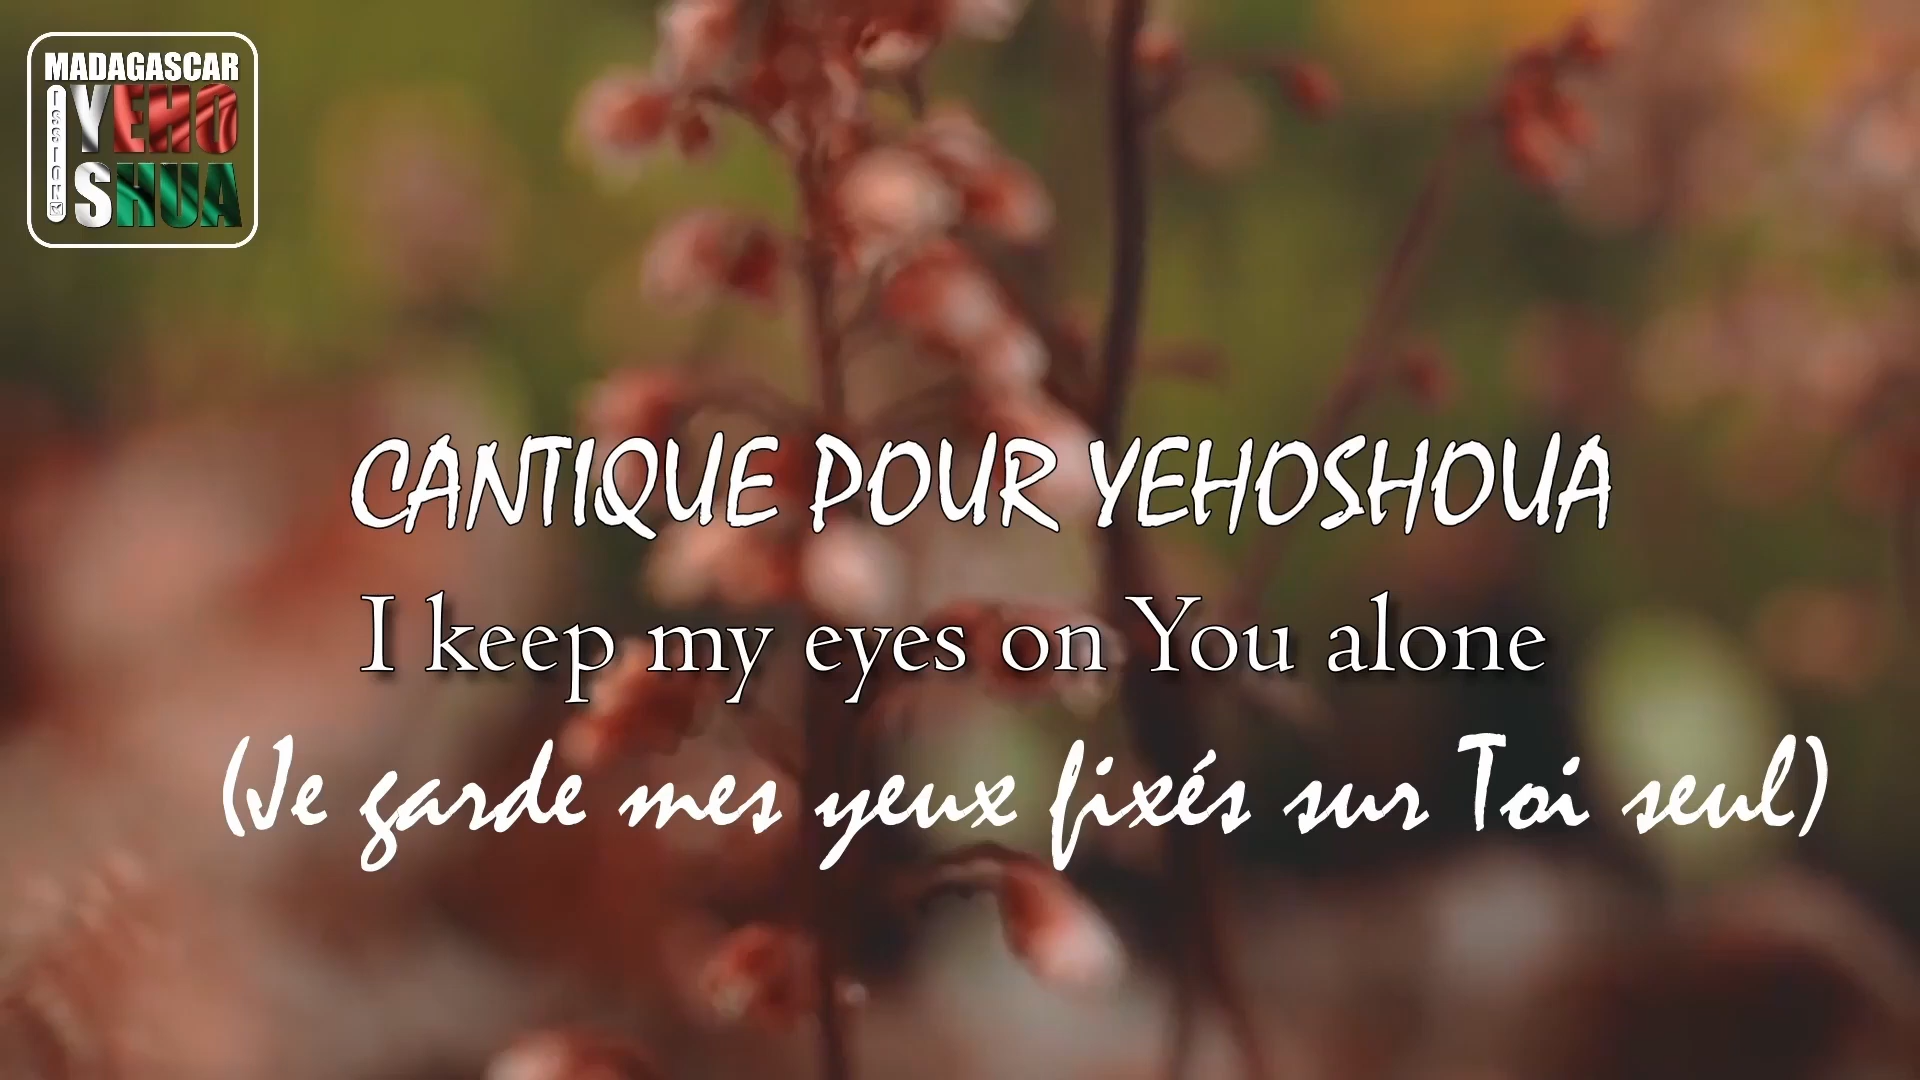 MADAGASCAR
YEHO
SHUA
CANTIQUE POUR YEHOSHOUA
I keep my eyes on You alone
(Je garde mes yeux fixés sur Toi seul)